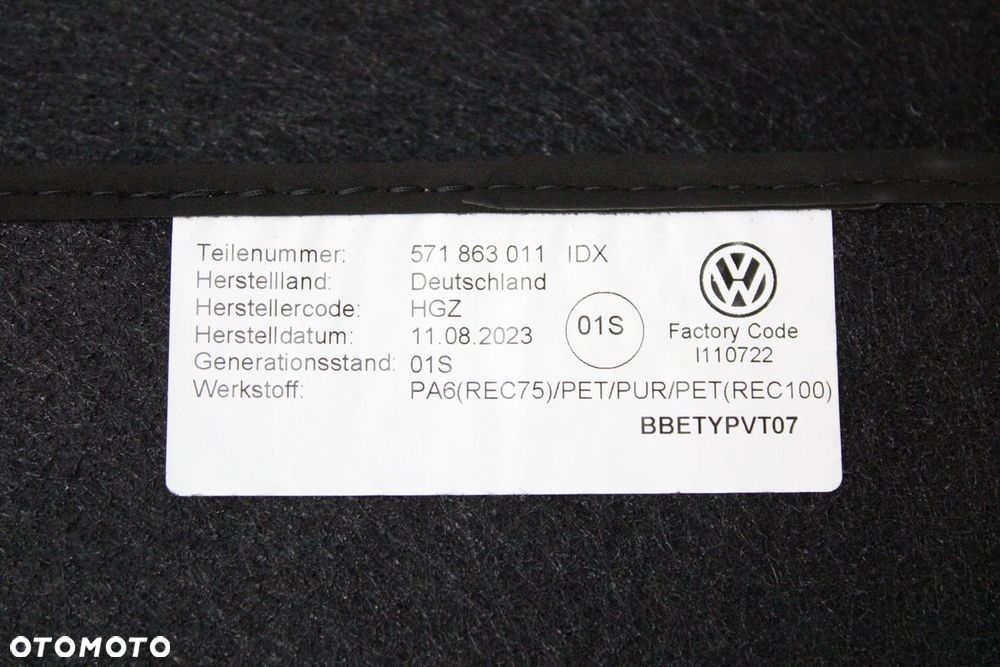 Teilenummer: 571 863 011 IDX
Herstellland: Deutschland
Herstellercode: HGZ
Herstelldatum: 11.08.2023
Generationsstand: 01S
Werkstoff: PA6(REC75)/PET/PUR/PET(REC100)
01S
Factory Code
I110722
BBETYPVT07
OTOMOTO